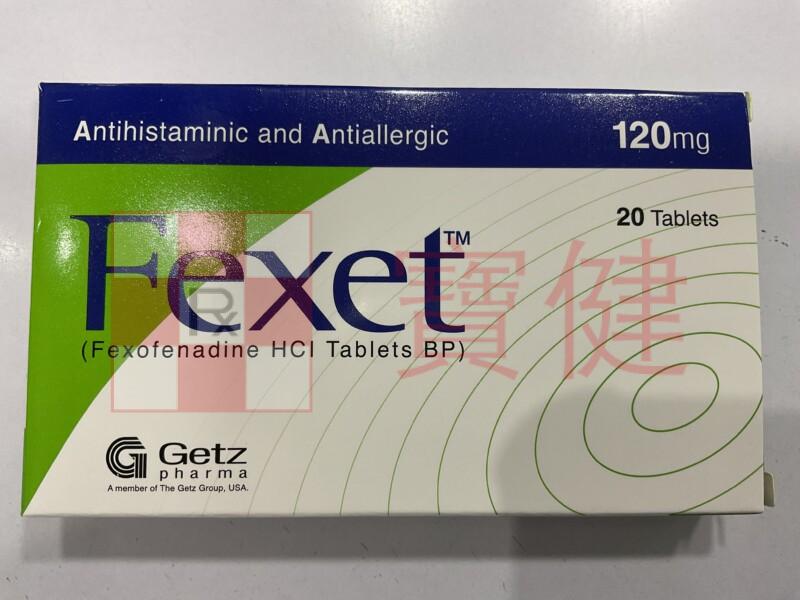 Antihistaminic and Antiallergic
120mg
20 Tablets
Fexet™
Rx
寶健
(Fexofenadine HCl Tablets BP)
G Getz
pharma
A member of The Getz Group, USA.